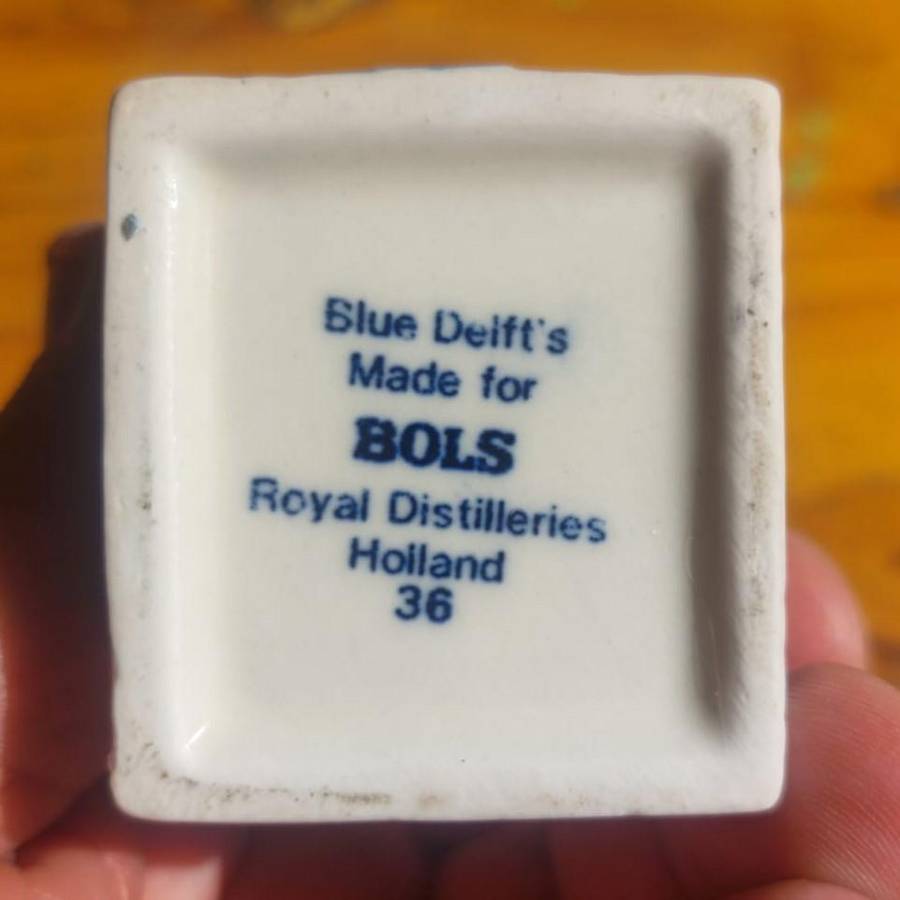 Blue Delft's
Made for
BOLS
Royal Distilleries
Holland
36